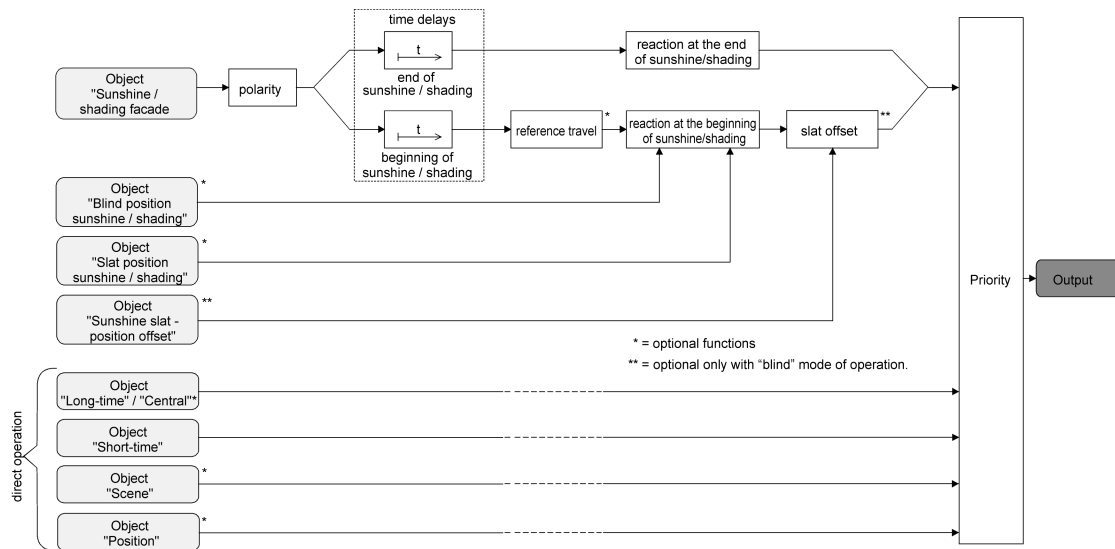 time delays
t
end of
sunshine / shading
reaction at the end
of sunshine/shading
Object
"Sunshine /
shading facade
polarity
t
beginning of
sunshine / shading
reference travel
*
reaction at the beginning
of sunshine/shading
slat offset
**
Object
"Blind position
sunshine / shading"
*
Object
"Slat position
sunshine / shading"
*
Object
"Sunshine slat -
position offset"
**
Priority
Output
* = optional functions
** = optional only with “blind” mode of operation.
direct operation
Object
"Long-time" / "Central"*
Object
"Short-time"
Object
"Scene"
*
Object
"Position"
*